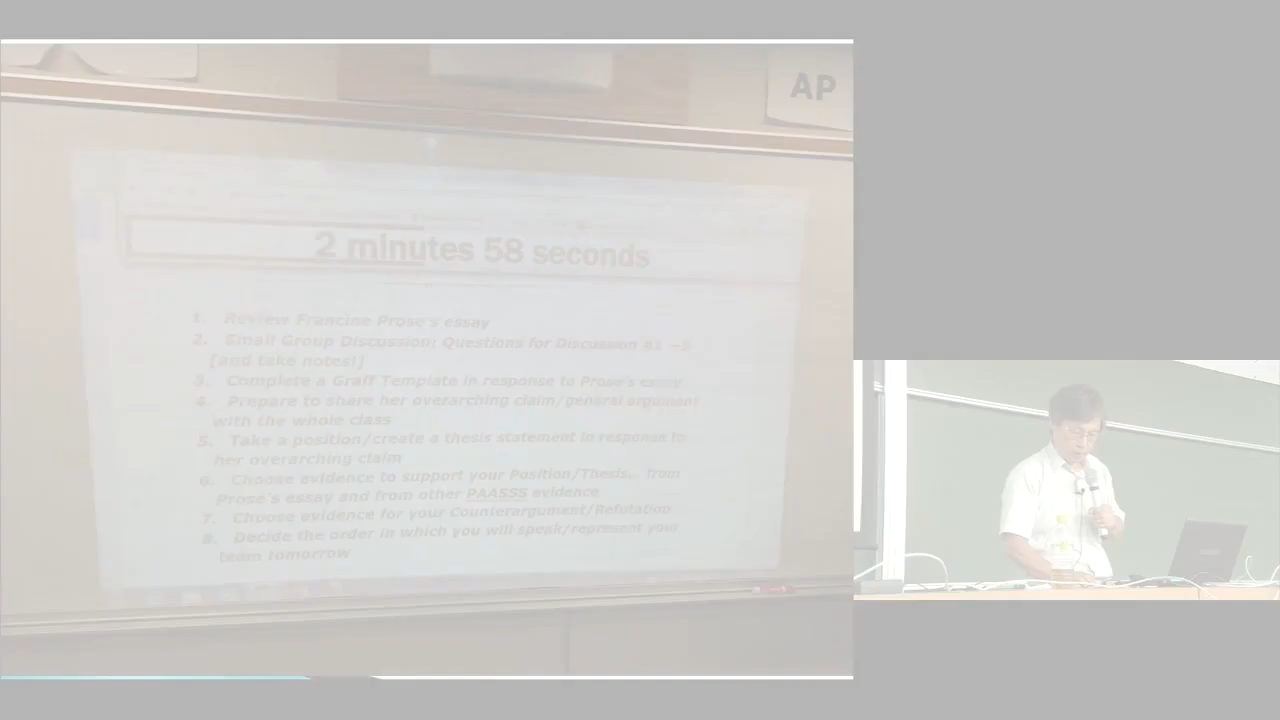 AP
2 minutes 58 seconds
1. Review Francine Prose's essay
2. Small Group Discussion: Questions for Discussion #1 –5
[and take notes!]
3. Complete a Graff Template in response to Prose's essay
4. Prepare to share her overarching claim/general argument
with the whole class
5. Take a position/create a thesis statement in response to
her overarching claim
6. Choose evidence to support your Position/Thesis... from
Prose's essay and from other PAASSS evidence
7. Choose evidence for your Counterargument/Refutation
8. Decide the order in which you will speak/represent your
team tomorrow